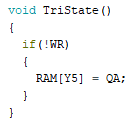 void TriState()
{
if(!WR)
{
RAM[Y5] = QA;
}
}